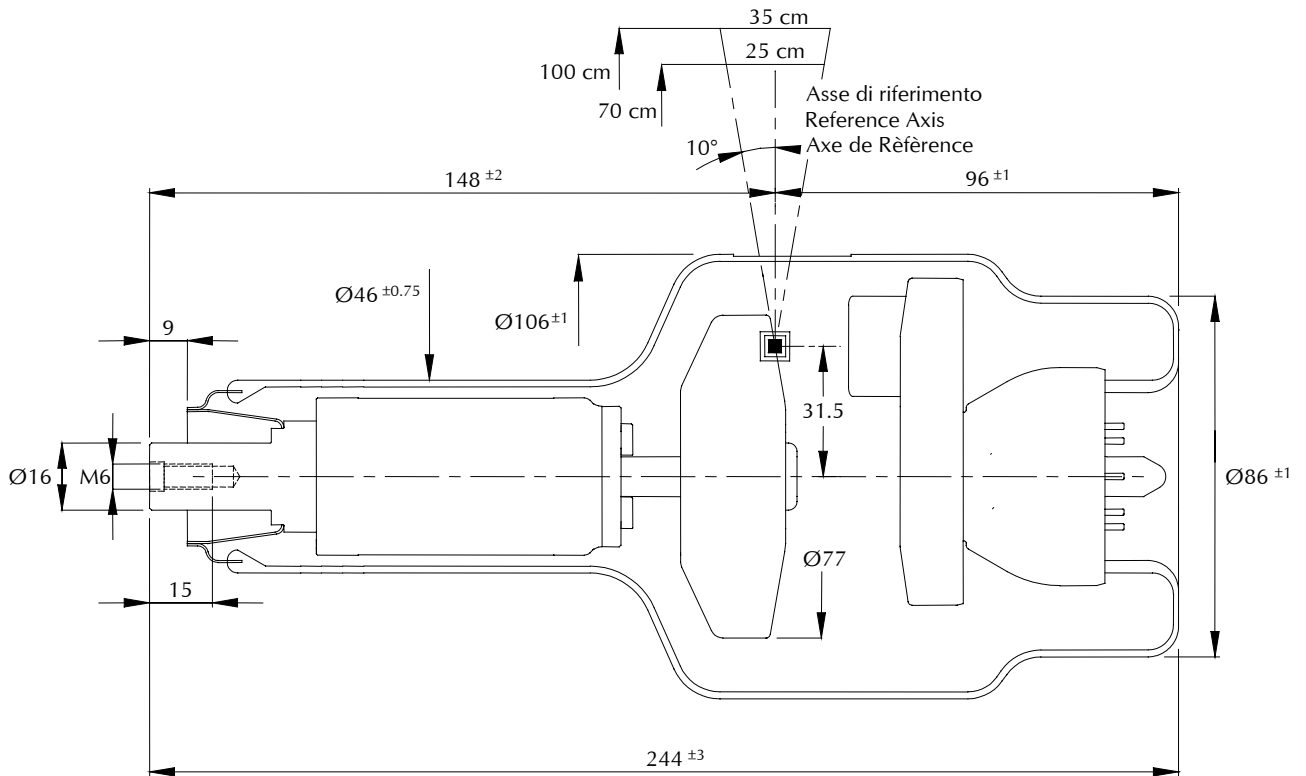 35 cm
25 cm
100 cm
70 cm
Asse di riferimento
Reference Axis
Axe de Rèfèrence
10°
148 ±2
96 ±1
Ø46 ±0.75
Ø106 ±1
9
31.5
Ø16
M6
Ø86 ±1
Ø77
15
244 ±3